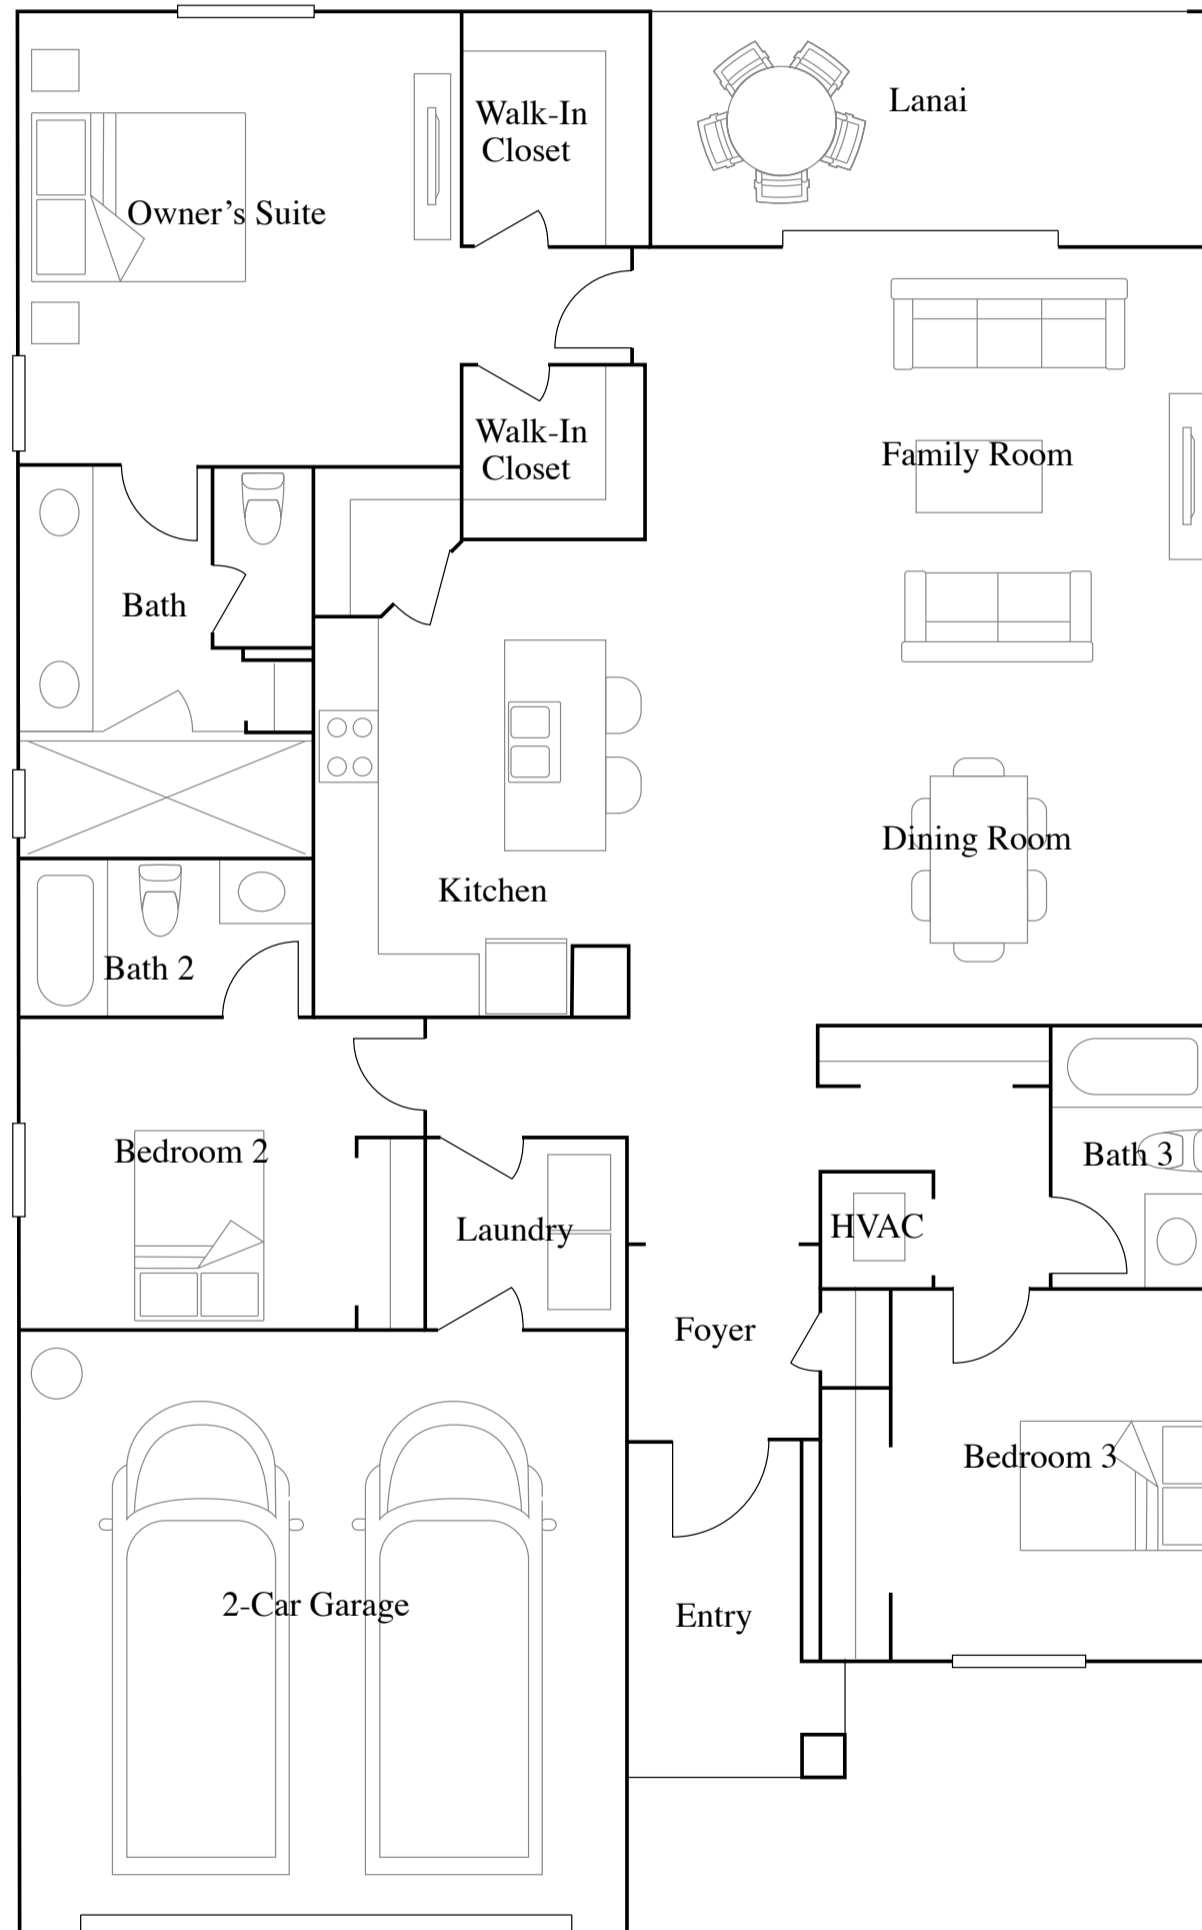 Walk-In
Closet
Lanai
Owner's Suite
Walk-In
Closet
Family Room
Bath
Dining Room
Kitchen
Bath 2
Bedroom 2
Bath 3
Laundry
HVAC
Foyer
Bedroom 3
2-Car Garage
Entry